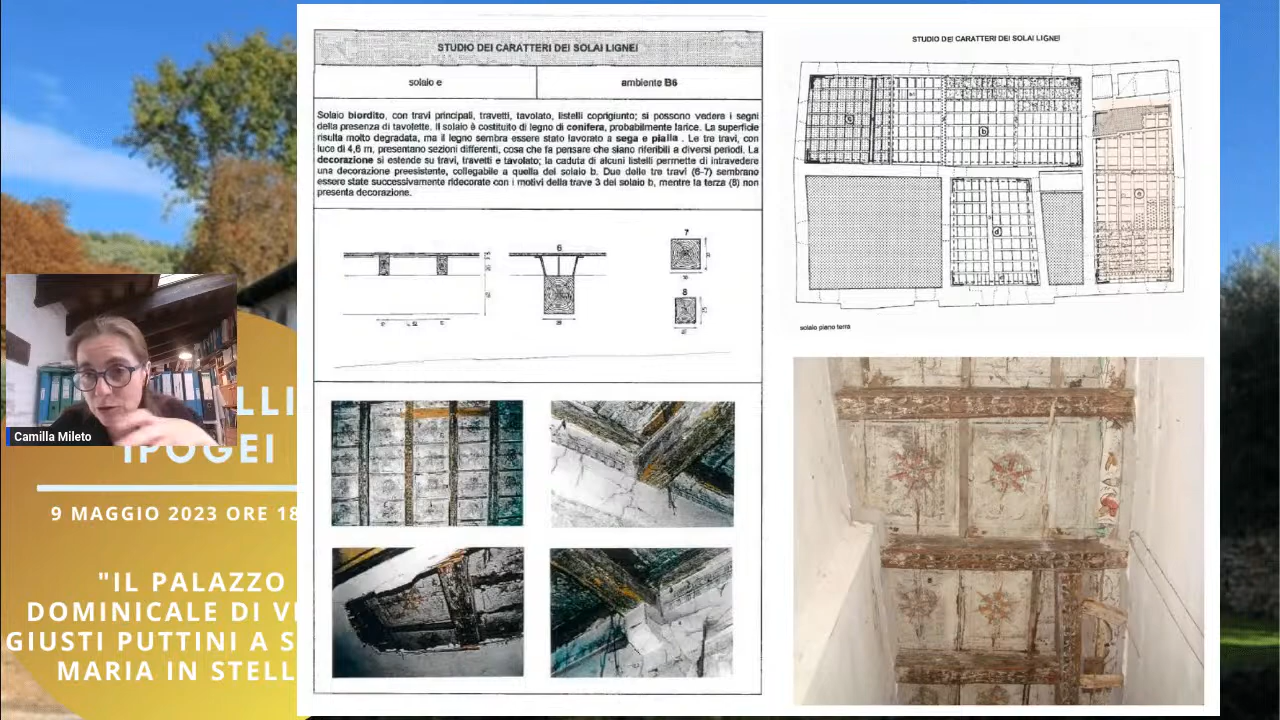 STUDIO DEI CARATTERI DEI SOLAI LIGNEI
solaio e
ambiente B6
Solaio biordito, con travi principali, travetti, tavolato, listelli coprigiunto; si possono vedere i segni
della presenza di tavolette. Il solaio è costituito di legno di conifera, probabilmente larice. La superficie
risulta molto degradata, ma il legno sembra essere stato lavorato a sega e pialla . Le tre travi, con
luce di 4,6 m, presentano sezioni differenti, cosa che fa pensare che siano riferibili a diversi periodi. La
decorazione si estende su travi, travetti e tavolato; la caduta di alcuni listelli permette di intravedere
una decorazione preesistente, collegabile a quella del solaio b. Due delle tre travi (6-7) sembrano
essere state successivamente ridecorate con i motivi della trave 3 del solaio b, mentre la terza (8) non
presenta decorazione.
6
7
8
STUDIO DEI CARATTERI DEI SOLAI LIGNEI
c
b
e
d
solaio piano terra
Camilla Mileto
LLI
IPOGEI
9 MAGGIO 2023 ORE 18
"IL PALAZZO
DOMINICALE DI V
GIUSTI PUTTINI A S
MARIA IN STELL